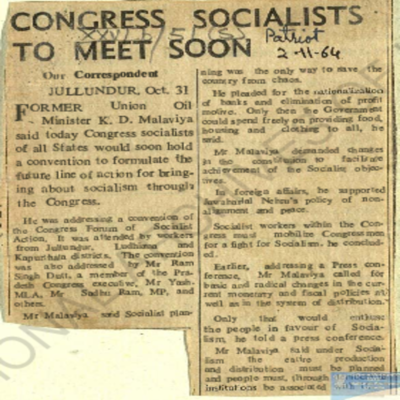 CONGRESS SOCIALISTS
TO MEET SOON
XXVII/51(S)
Patriot
2-11-64
Our Correspondent
JULLUNDUR, Oct. 31
FORMER Union Oil
Minister K. D. Malaviya
said today Congress socialists
of all States would soon hold
a convention to formulate the
future line of action for bring-
ing about socialism through
the Congress.
He was addressing a convention of
the Congress Forum of Socialist
Action. It was attended by workers
from Jullundur, Ludhiana and
Kapurthala districts. The convention
was also addressed by Mr Ram
Singh Dutt, a member of the Pra-
desh Congress executive, Mr Yash,
MLA, Mr Sadhu Ram, MP, and
others.
Mr Malaviya said Socialist plan-
ning was the only way to save the
country from chaos.
He pleaded for the nationalization
of banks and elimination of profit
motive. Only then the Government
could spend freely on providing food,
housing and clothing to all, he
said.
Mr Malaviya demanded changes
in the constitution to facilitate
achievement of the Socialist objec-
tives.
In foreign affairs, he supported
Jawaharlal Nehru's policy of non-
alignment and peace.
Socialist workers within the Con-
gress must mobilize Congressmen
for a fight for Socialism, he conclud-
ed.
Earlier, addressing a Press con-
ference, Mr Malaviya called for
basic and radical changes in the cur-
rent monetary and fiscal policies as
well as in the system of distribution.
Only that would enthuse
the people in favour of Socia-
lism, he told a press conference.
Mr Malaviya said under Socia-
lism the entire production
and distribution must be planned
and people must, through
institutions be associated with